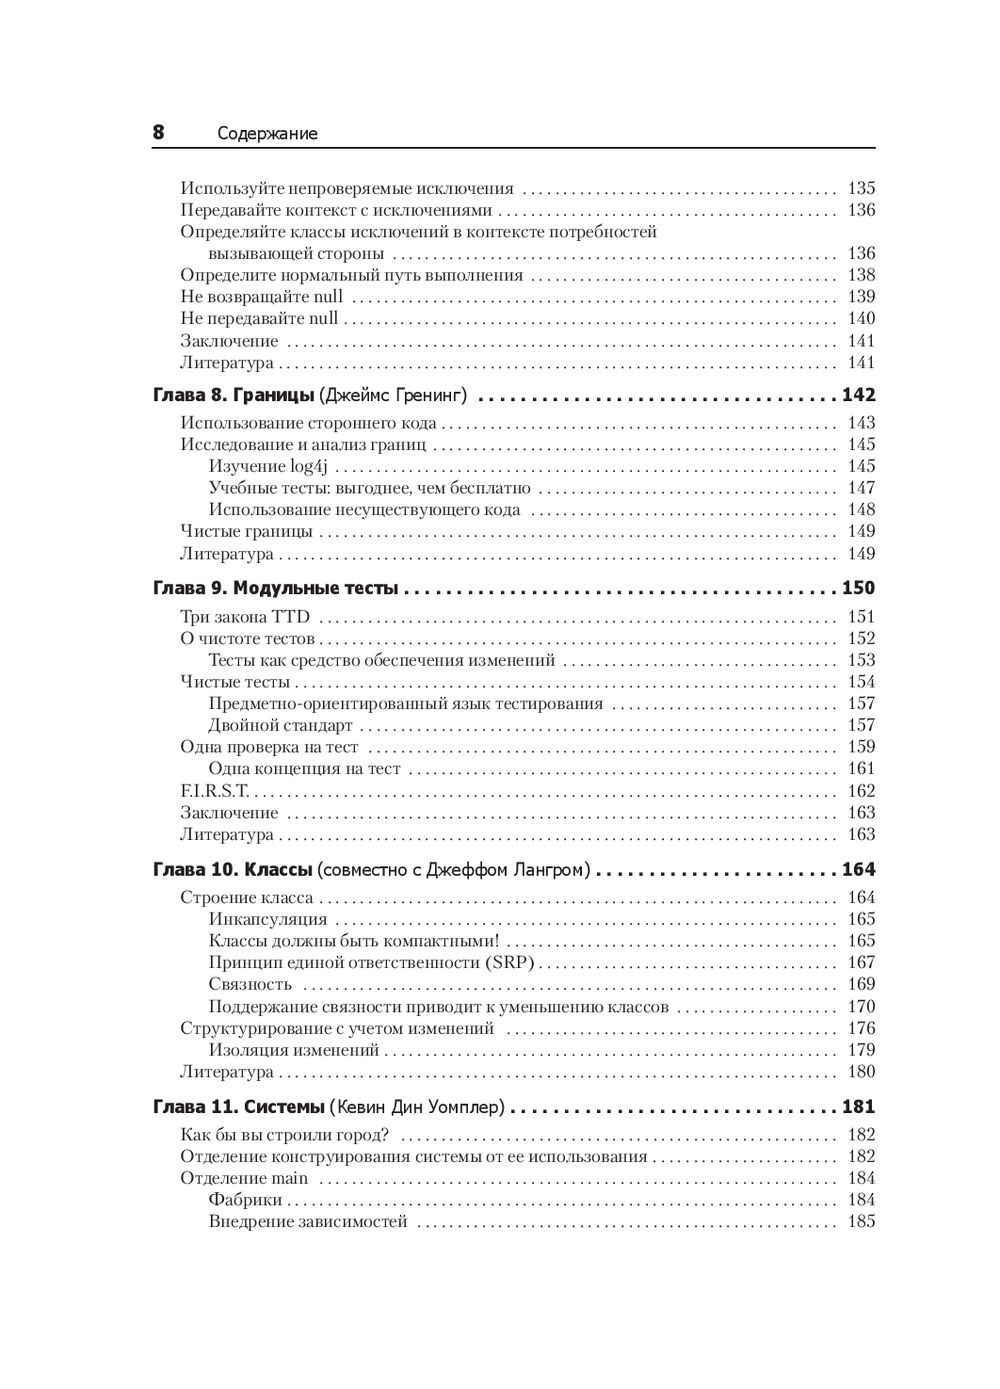 8 Содержание
Используйте непроверяемые исключения . . . . . . . . . . . . . . . . . . . . . . . . . . . . . . . . . . . . . . 135
Передавайте контекст с исключениями . . . . . . . . . . . . . . . . . . . . . . . . . . . . . . . . . . . . . . . . . 136
Определяйте классы исключений в контексте потребностей
вызывающей стороны . . . . . . . . . . . . . . . . . . . . . . . . . . . . . . . . . . . . . . . . . . . . . . . . . . . . . . 136
Определите нормальный путь выполнения . . . . . . . . . . . . . . . . . . . . . . . . . . . . . . . . . . . . . 138
Не возвращайте null . . . . . . . . . . . . . . . . . . . . . . . . . . . . . . . . . . . . . . . . . . . . . . . . . . . . . . . . . . . 139
Не передавайте null . . . . . . . . . . . . . . . . . . . . . . . . . . . . . . . . . . . . . . . . . . . . . . . . . . . . . . . . . . . . 140
Заключение . . . . . . . . . . . . . . . . . . . . . . . . . . . . . . . . . . . . . . . . . . . . . . . . . . . . . . . . . . . . . . . . . . . 141
Литература . . . . . . . . . . . . . . . . . . . . . . . . . . . . . . . . . . . . . . . . . . . . . . . . . . . . . . . . . . . . . . . . . . . . 141
Глава 8. Границы (Джеймс Гренинг) . . . . . . . . . . . . . . . . . . . . . . . . . . . . . . . . . . 142
Использование стороннего кода . . . . . . . . . . . . . . . . . . . . . . . . . . . . . . . . . . . . . . . . . . . . . . . . 143
Исследование и анализ границ . . . . . . . . . . . . . . . . . . . . . . . . . . . . . . . . . . . . . . . . . . . . . . . . . 145
Изучение log4j . . . . . . . . . . . . . . . . . . . . . . . . . . . . . . . . . . . . . . . . . . . . . . . . . . . . . . . . . . . . . 145
Учебные тесты: выгоднее, чем бесплатно . . . . . . . . . . . . . . . . . . . . . . . . . . . . . . . . . . . . 147
Использование несуществующего кода . . . . . . . . . . . . . . . . . . . . . . . . . . . . . . . . . . . . . 148
Чистые границы . . . . . . . . . . . . . . . . . . . . . . . . . . . . . . . . . . . . . . . . . . . . . . . . . . . . . . . . . . . . . . . 149
Литература . . . . . . . . . . . . . . . . . . . . . . . . . . . . . . . . . . . . . . . . . . . . . . . . . . . . . . . . . . . . . . . . . . . . 149
Глава 9. Модульные тесты . . . . . . . . . . . . . . . . . . . . . . . . . . . . . . . . . . . . . . . . . 150
Три закона TTD . . . . . . . . . . . . . . . . . . . . . . . . . . . . . . . . . . . . . . . . . . . . . . . . . . . . . . . . . . . . . . . 151
О чистоте тестов . . . . . . . . . . . . . . . . . . . . . . . . . . . . . . . . . . . . . . . . . . . . . . . . . . . . . . . . . . . . . . . 152
Тесты как средство обеспечения изменений . . . . . . . . . . . . . . . . . . . . . . . . . . . . . . . . . 153
Чистые тесты . . . . . . . . . . . . . . . . . . . . . . . . . . . . . . . . . . . . . . . . . . . . . . . . . . . . . . . . . . . . . . . . . . 154
Предметно-ориентированный язык тестирования . . . . . . . . . . . . . . . . . . . . . . . . . . . 157
Двойной стандарт . . . . . . . . . . . . . . . . . . . . . . . . . . . . . . . . . . . . . . . . . . . . . . . . . . . . . . . . . . 157
Одна проверка на тест . . . . . . . . . . . . . . . . . . . . . . . . . . . . . . . . . . . . . . . . . . . . . . . . . . . . . . . . . 159
Одна концепция на тест . . . . . . . . . . . . . . . . . . . . . . . . . . . . . . . . . . . . . . . . . . . . . . . . . . . . 161
F.I.R.S.T. . . . . . . . . . . . . . . . . . . . . . . . . . . . . . . . . . . . . . . . . . . . . . . . . . . . . . . . . . . . . . . . . . . . . . . . 162
Заключение . . . . . . . . . . . . . . . . . . . . . . . . . . . . . . . . . . . . . . . . . . . . . . . . . . . . . . . . . . . . . . . . . . . 163
Литература . . . . . . . . . . . . . . . . . . . . . . . . . . . . . . . . . . . . . . . . . . . . . . . . . . . . . . . . . . . . . . . . . . . . 163
Глава 10. Классы (совместно с Джеффом Лангром) . . . . . . . . . . . . . . . . . . . . . . . 164
Строение класса . . . . . . . . . . . . . . . . . . . . . . . . . . . . . . . . . . . . . . . . . . . . . . . . . . . . . . . . . . . . . . . 164
Инкапсуляция . . . . . . . . . . . . . . . . . . . . . . . . . . . . . . . . . . . . . . . . . . . . . . . . . . . . . . . . . . . . . 165
Классы должны быть компактными! . . . . . . . . . . . . . . . . . . . . . . . . . . . . . . . . . . . . . . . . 165
Принцип единой ответственности (SRP) . . . . . . . . . . . . . . . . . . . . . . . . . . . . . . . . . . . . 167
Связность . . . . . . . . . . . . . . . . . . . . . . . . . . . . . . . . . . . . . . . . . . . . . . . . . . . . . . . . . . . . . . . . . 169
Поддержание связности приводит к уменьшению классов . . . . . . . . . . . . . . . . . . . 170
Структурирование с учетом изменений . . . . . . . . . . . . . . . . . . . . . . . . . . . . . . . . . . . . . . . . 176
Изоляция изменений . . . . . . . . . . . . . . . . . . . . . . . . . . . . . . . . . . . . . . . . . . . . . . . . . . . . . . . 179
Литература . . . . . . . . . . . . . . . . . . . . . . . . . . . . . . . . . . . . . . . . . . . . . . . . . . . . . . . . . . . . . . . . . . . . 180
Глава 11. Системы (Кевин Дин Уомплер) . . . . . . . . . . . . . . . . . . . . . . . . . . . . . . . 181
Как бы вы строили город? . . . . . . . . . . . . . . . . . . . . . . . . . . . . . . . . . . . . . . . . . . . . . . . . . . . . . 182
Отделение конструирования системы от ее использования . . . . . . . . . . . . . . . . . . . . . . . 182
Отделение main . . . . . . . . . . . . . . . . . . . . . . . . . . . . . . . . . . . . . . . . . . . . . . . . . . . . . . . . . . . . . . . 184
Фабрики . . . . . . . . . . . . . . . . . . . . . . . . . . . . . . . . . . . . . . . . . . . . . . . . . . . . . . . . . . . . . . . . . . . 184
Внедрение зависимостей . . . . . . . . . . . . . . . . . . . . . . . . . . . . . . . . . . . . . . . . . . . . . . . . . . . 185